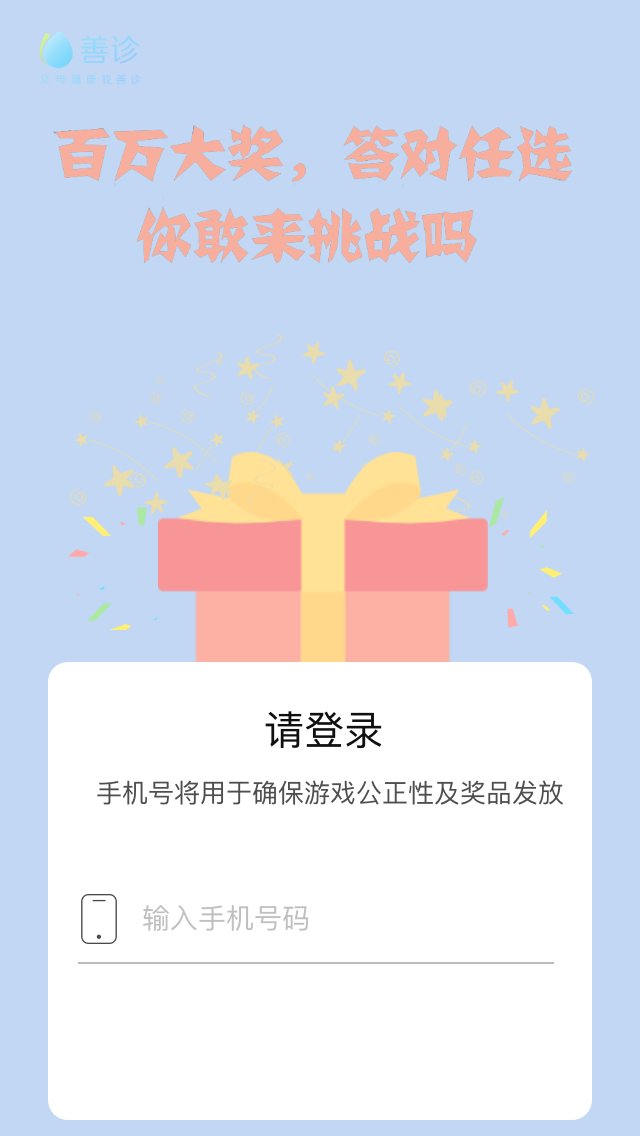 善诊
百万大奖，答对任选
你敢来挑战吗
请登录
手机号将用于确保游戏公正性及奖品发放
输入手机号码